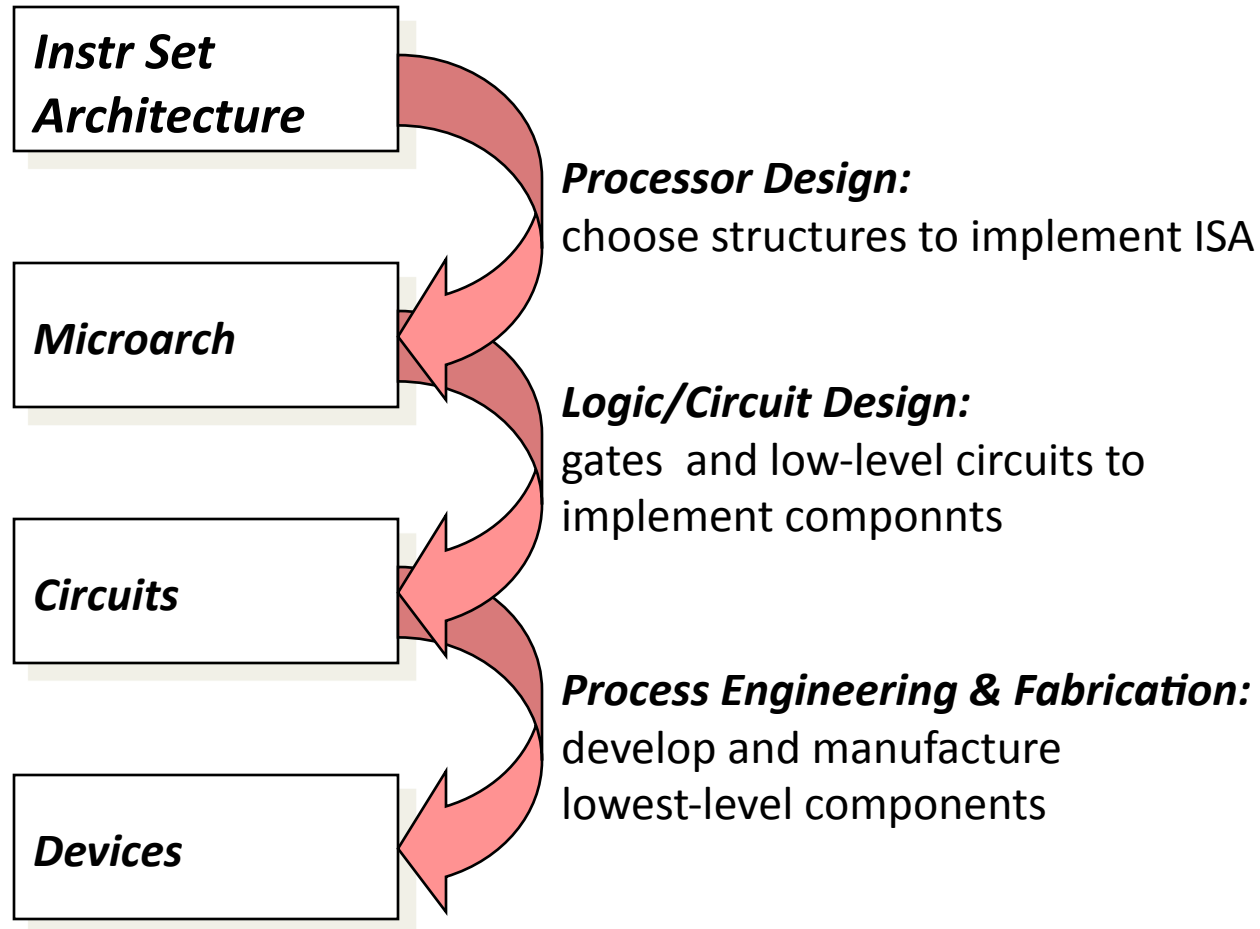 Instr Set
Architecture
Processor Design:
choose structures to implement ISA
Microarch
Logic/Circuit Design:
gates  and low-level circuits to
implement componnts
Circuits
Process Engineering & Fabrication:
develop and manufacture
lowest-level components
Devices